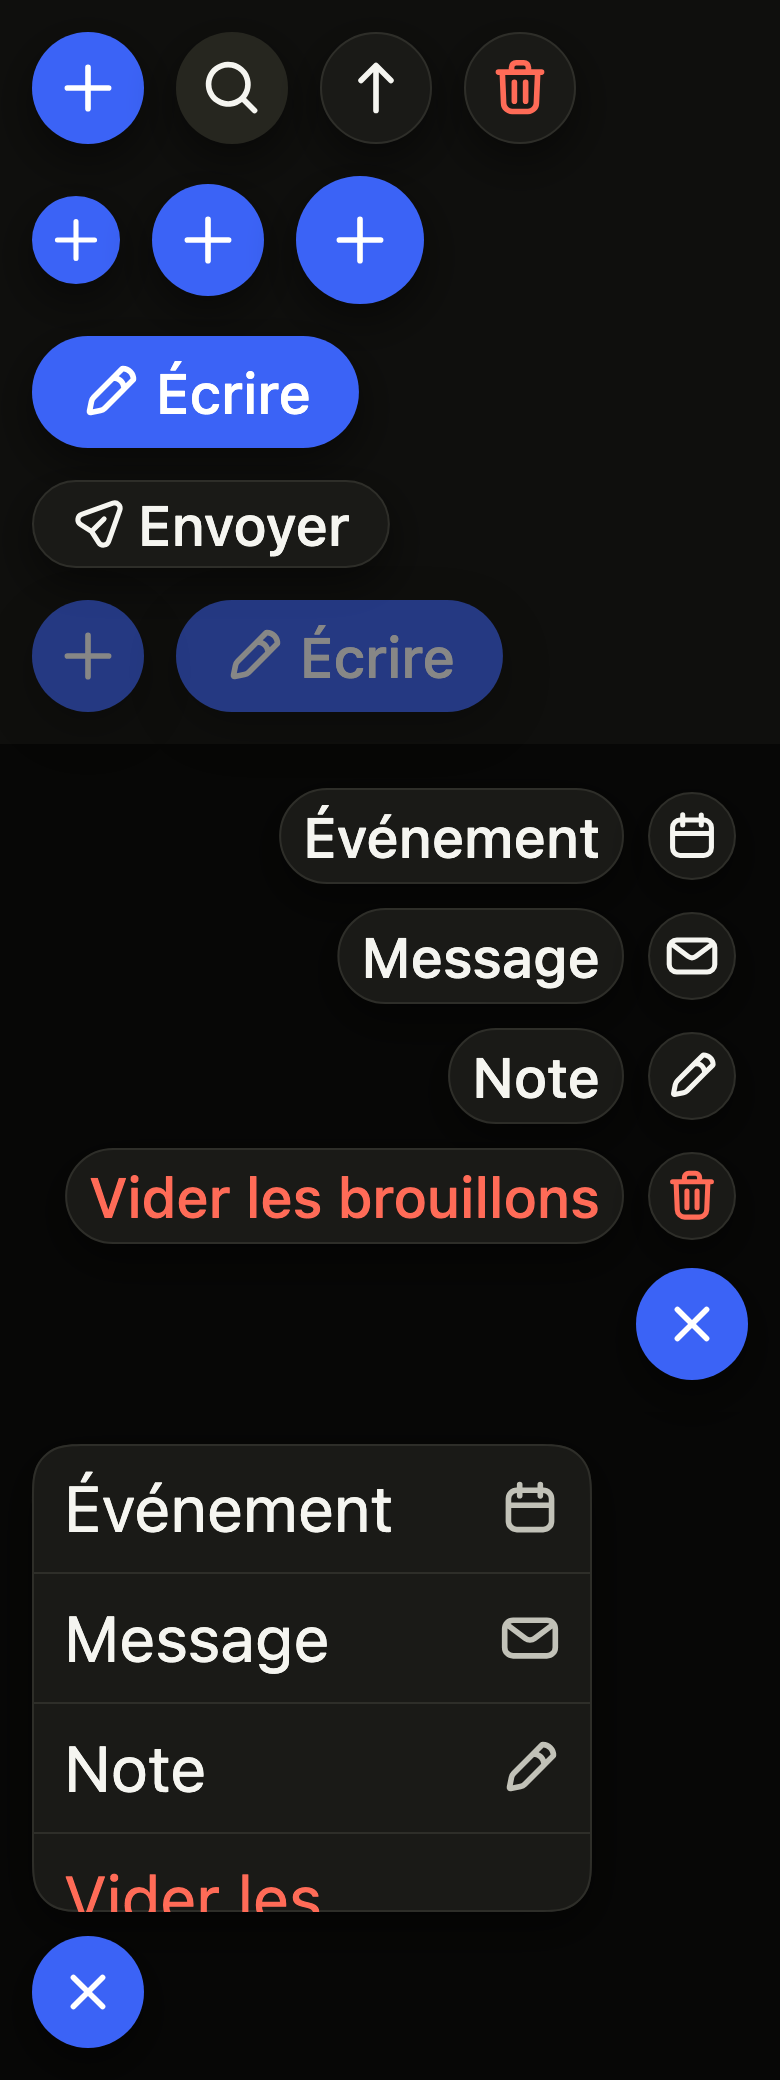 Écrire
Envoyer
Écrire
Événement
Message
Note
Vider les brouillons
Événement
Message
Note
Vider les